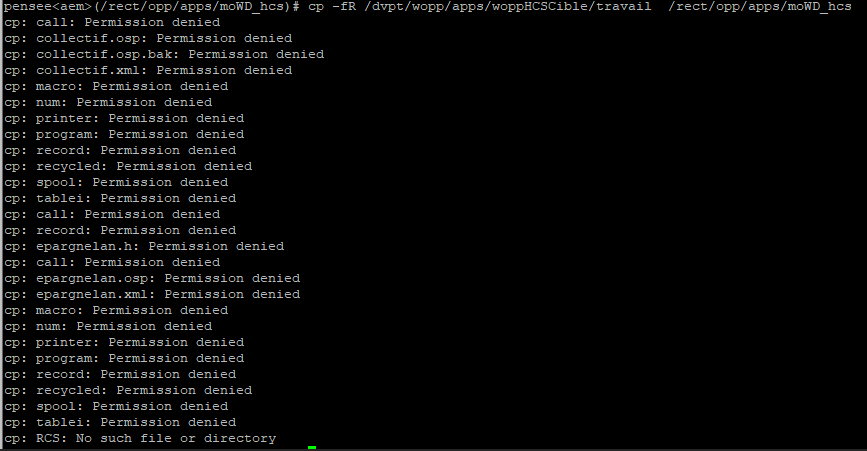 pensee<aem>(/rect/opp/apps/moWD_hcs)# cp -fR /dvpt/wopp/apps/woppHCSCible/travail  /rect/opp/apps/moWD_hcs
cp: call: Permission denied
cp: collectif.osp: Permission denied
cp: collectif.osp.bak: Permission denied
cp: collectif.xml: Permission denied
cp: macro: Permission denied
cp: num: Permission denied
cp: printer: Permission denied
cp: program: Permission denied
cp: record: Permission denied
cp: recycled: Permission denied
cp: spool: Permission denied
cp: tablei: Permission denied
cp: call: Permission denied
cp: record: Permission denied
cp: epargnelan.h: Permission denied
cp: call: Permission denied
cp: epargnelan.osp: Permission denied
cp: epargnelan.xml: Permission denied
cp: macro: Permission denied
cp: num: Permission denied
cp: printer: Permission denied
cp: program: Permission denied
cp: record: Permission denied
cp: recycled: Permission denied
cp: spool: Permission denied
cp: tablei: Permission denied
cp: RCS: No such file or directory